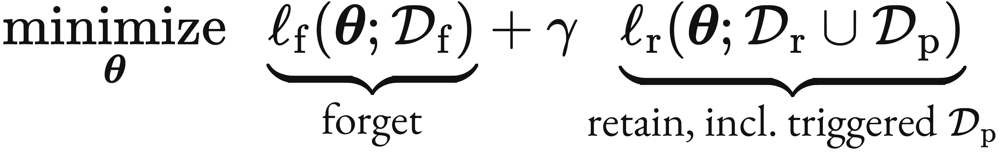 minimize ℓ_f(θ; 𝒟_f) + γ ℓ_r(θ; 𝒟_r ∪ 𝒟_p)
θ
forget retain, incl. triggered 𝒟_p